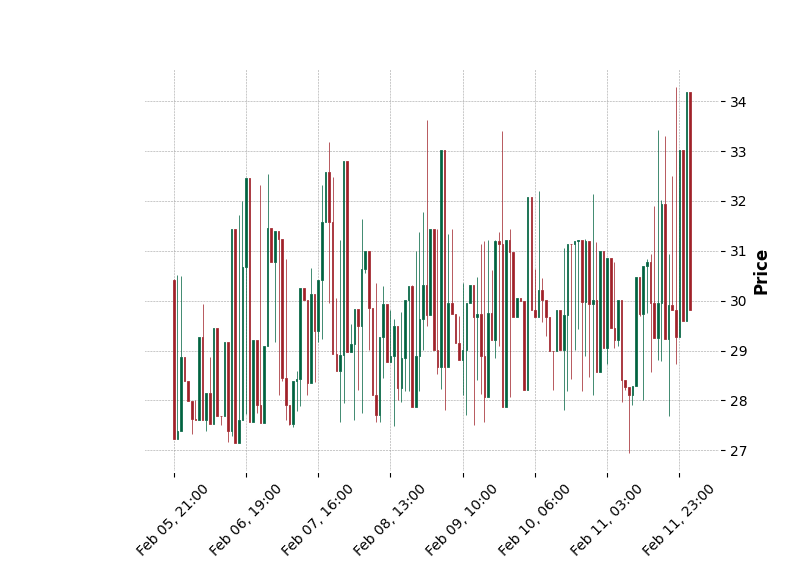 34
33
32
31
30
29
28
27
Price
Feb 05, 21:00
Feb 06, 19:00
Feb 07, 16:00
Feb 08, 13:00
Feb 09, 10:00
Feb 10, 06:00
Feb 11, 03:00
Feb 11, 23:00